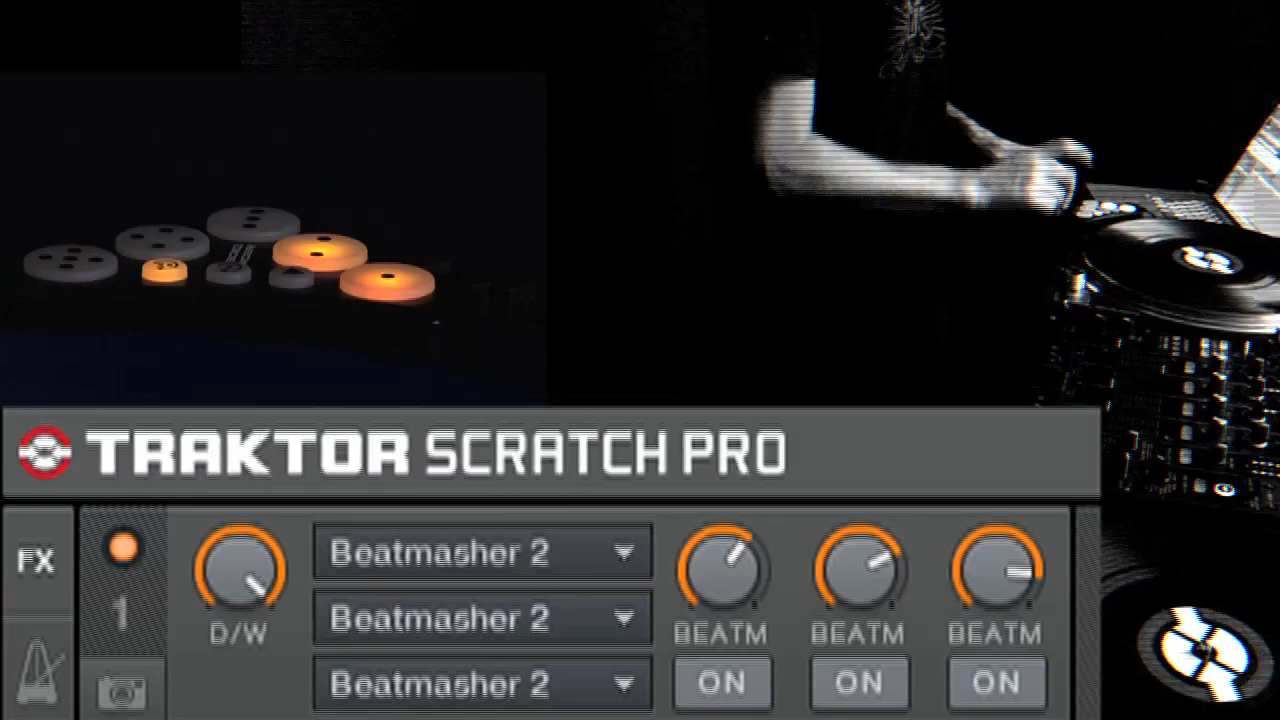 TRAKTOR SCRATCH PRO
FX
1
D/W
Beatmasher 2
Beatmasher 2
Beatmasher 2
BEATM BEATM BEATM
ON ON ON